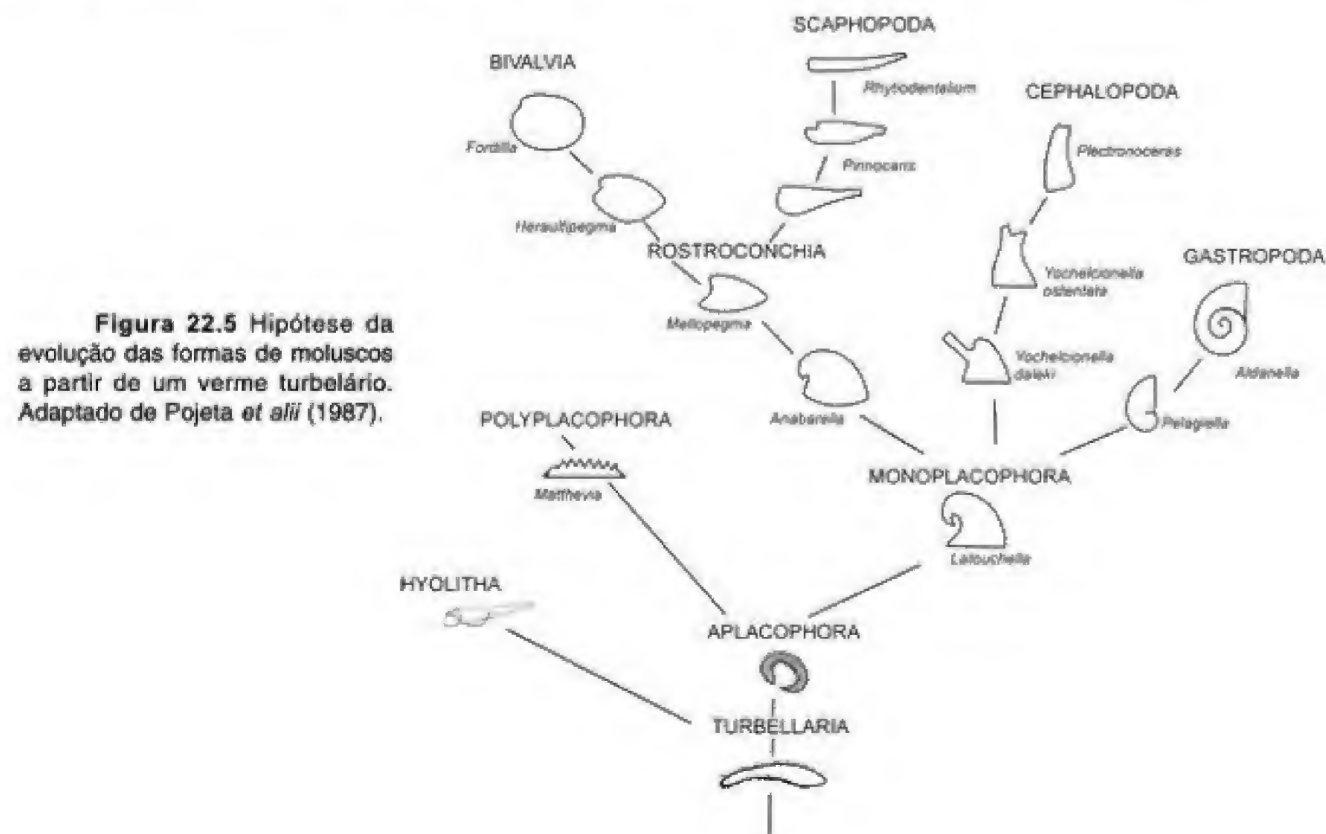 SCAPHOPODA
BIVALVIA
Rhytiodentalium
CEPHALOPODA
Fordilla
Plectronoceras
Pinnocaris
Heraultipegma
ROSTROCONCHIA
GASTROPODA
Yochelcionella
ostentata
Mellopegma
Figura 22.5 Hipótese da
evolução das formas de moluscos
a partir de um verme turbelário.
Adaptado de Pojeta et alii (1987).
Yochelcionella
daleki
Aldanella
Anabarella
Pelagiella
POLYPLACOPHORA
MONOPLACOPHORA
Matthevia
Latouchella
HYOLITHA
APLACOPHORA
TURBELLARIA